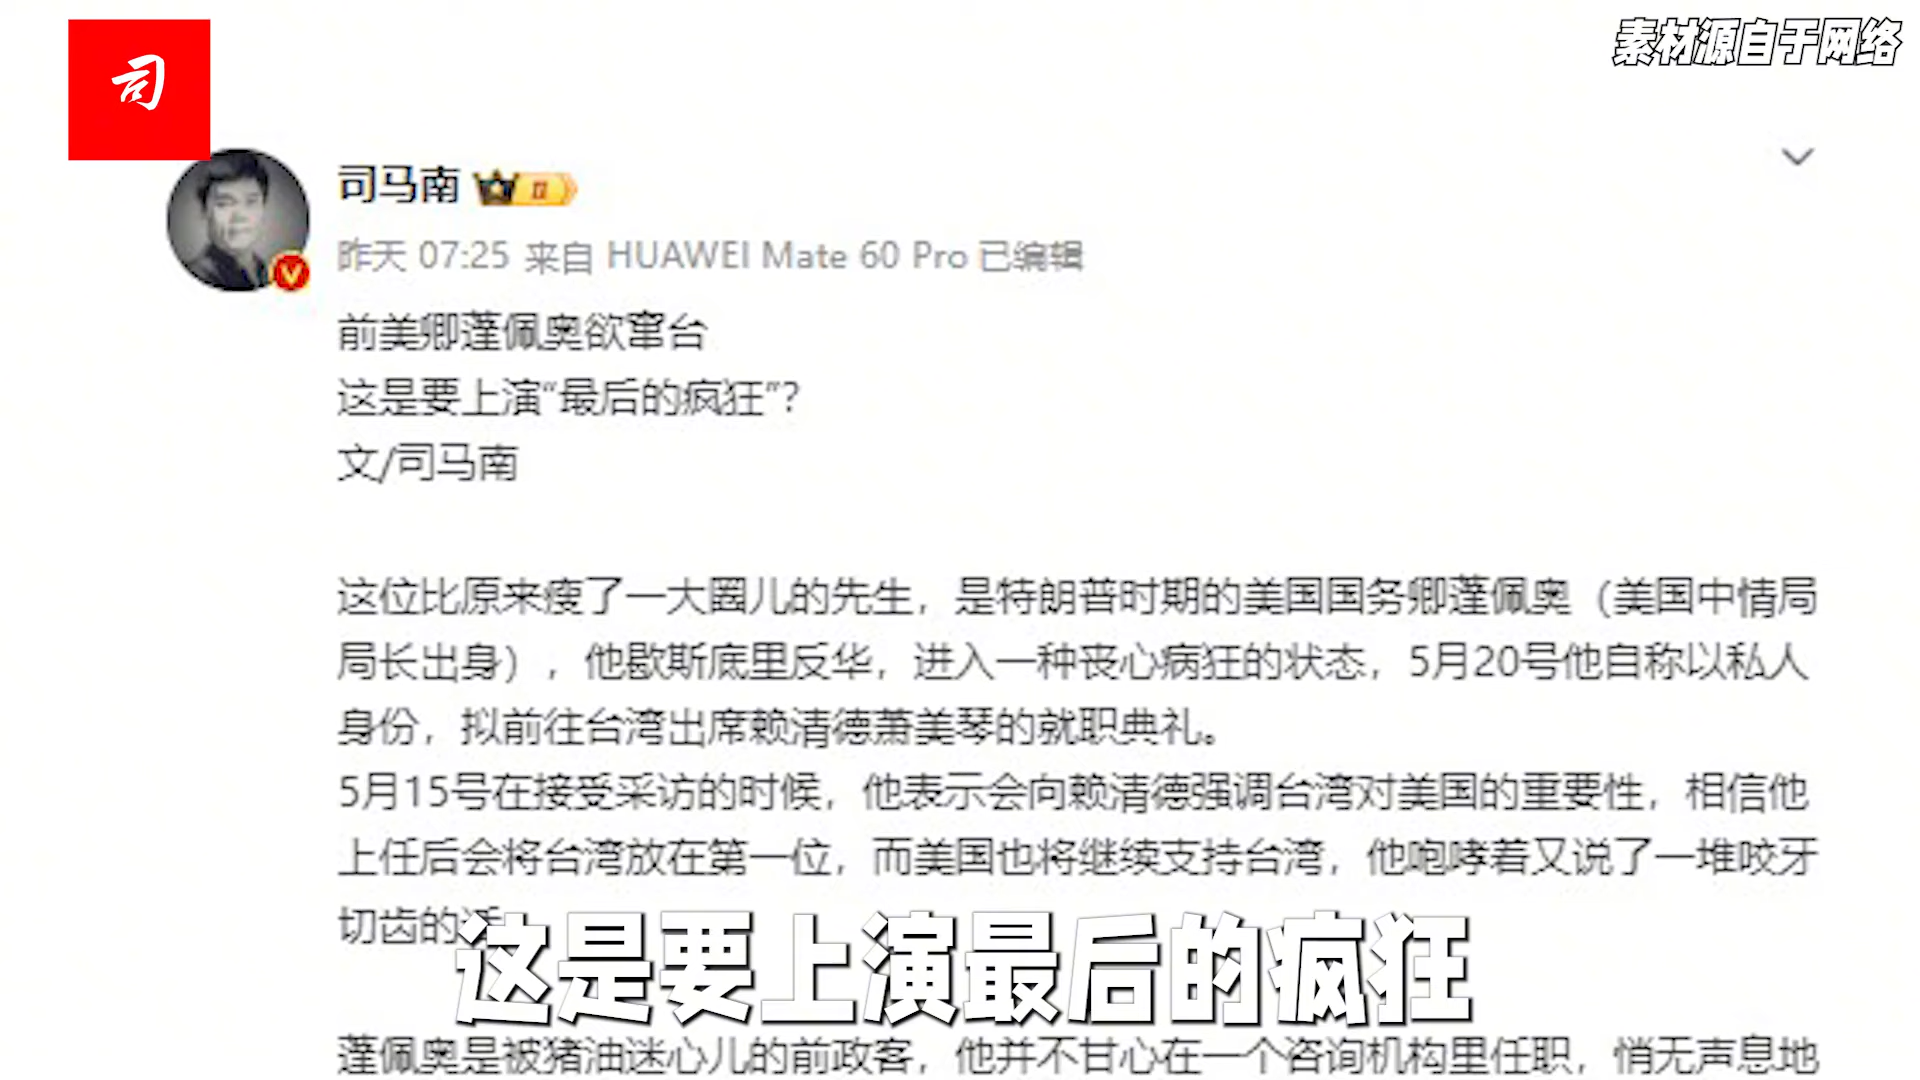 司
素材源自于网络
司马南 II
昨天 07:25 来自 HUAWEI Mate 60 Pro 已编辑
前美卿蓬佩奥欲窜台
这是要上演“最后的疯狂”？
文/司马南
这位比原来瘦了一大圈儿的先生，是特朗普时期的美国国务卿蓬佩奥（美国中情局
局长出身），他歇斯底里反华，进入一种丧心病狂的状态，5月20号他自称以私人
身份，拟前往台湾出席赖清德萧美琴的就职典礼。
5月15号在接受采访的时候，他表示会向赖清德强调台湾对美国的重要性，相信他
上任后会将台湾放在第一位，而美国也将继续支持台湾，他咆哮着又说了一堆咬牙
切齿的话
这是要上演最后的疯狂
蓬佩奥是被猪油迷心儿的前政客，他并不甘心在一个咨询机构里任职，悄无声息地